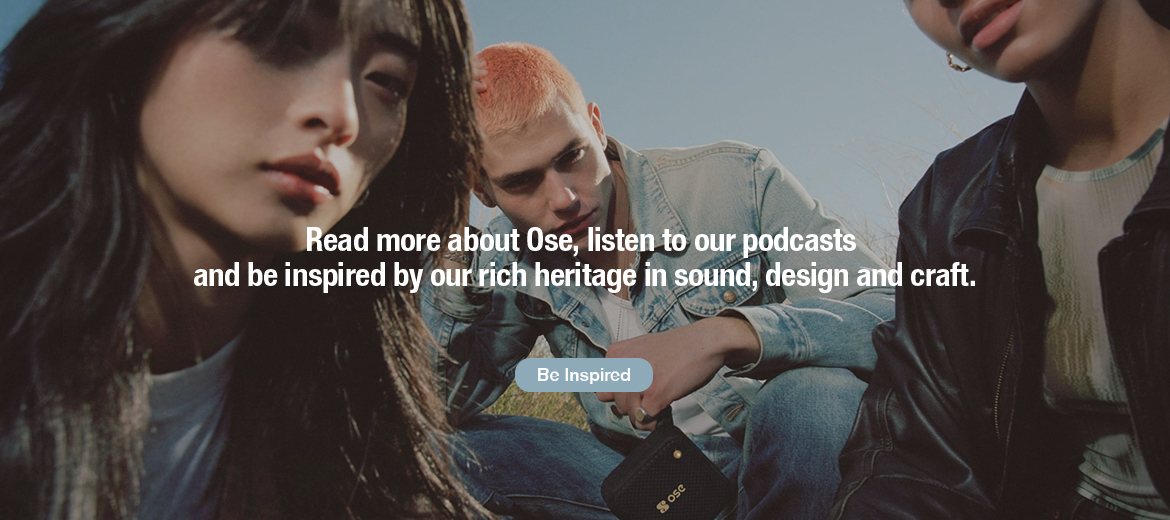 Read more about Ose, listen to our podcasts
and be inspired by our rich heritage in sound, design and craft.
Be Inspired
ose